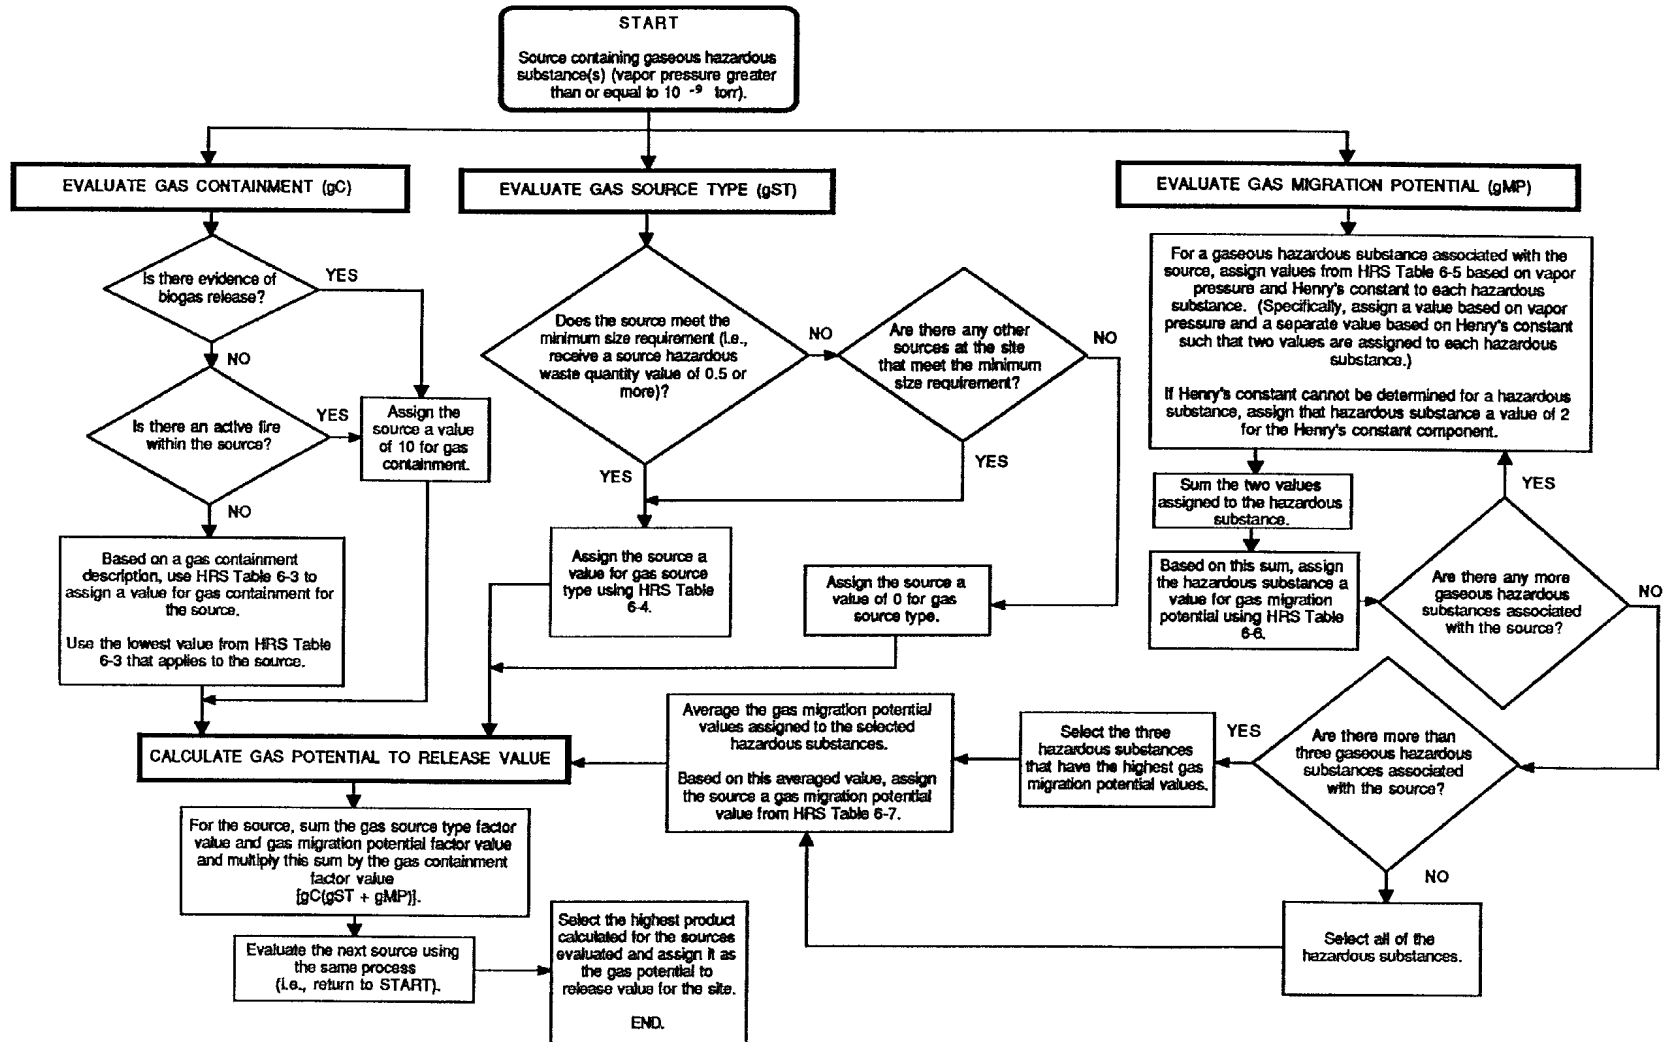 START
Source containing gaseous hazardous
substance(s) (vapor pressure greater
than or equal to 10 -9 torr).
EVALUATE GAS CONTAINMENT (gC)
Is there evidence of
biogas release?
YES
NO
Is there an active fire
within the source?
YES
Assign the
source a value
of 10 for gas
containment.
NO
Based on a gas containment
description, use HRS Table 6-3 to
assign a value for gas containment for
the source.
Use the lowest value from HRS Table
6-3 that applies to the source.
EVALUATE GAS SOURCE TYPE (gST)
Does the source meet the
minimum size requirement (i.e.,
receive a source hazardous
waste quantity value of 0.5 or
more)?
NO
Are there any other
sources at the site
that meet the minimum
size requirement?
NO
YES
YES
Assign the source a
value for gas source
type using HRS Table
6-4.
Assign the source a
value of 0 for gas
source type.
EVALUATE GAS MIGRATION POTENTIAL (gMP)
For a gaseous hazardous substance associated with the
source, assign values from HRS Table 6-5 based on vapor
pressure and Henry's constant to each hazardous
substance. (Specifically, assign a value based on vapor
pressure and a separate value based on Henry's constant
such that two values are assigned to each hazardous
substance.)
If Henry's constant cannot be determined for a hazardous
substance, assign that hazardous substance a value of 2
for the Henry's constant component.
Sum the two values
assigned to the hazardous
substance.
YES
Based on this sum, assign
the hazardous substance a
value for gas migration
potential using HRS Table
6-6.
Are there any more
gaseous hazardous
substances associated
with the source?
NO
Are there more than
three gaseous hazardous
substances associated
with the source?
YES
Select the three
hazardous substances
that have the highest gas
migration potential values.
NO
Select all of the
hazardous substances.
Average the gas migration potential
values assigned to the selected
hazardous substances.
Based on this averaged value, assign
the source a gas migration potential
value from HRS Table 6-7.
CALCULATE GAS POTENTIAL TO RELEASE VALUE
For the source, sum the gas source type factor
value and gas migration potential factor value
and multiply this sum by the gas containment
factor value
[gC(gST + gMP)].
Evaluate the next source using
the same process
(i.e., return to START).
Select the highest product
calculated for the sources
evaluated and assign it as
the gas potential to
release value for the site.
END.